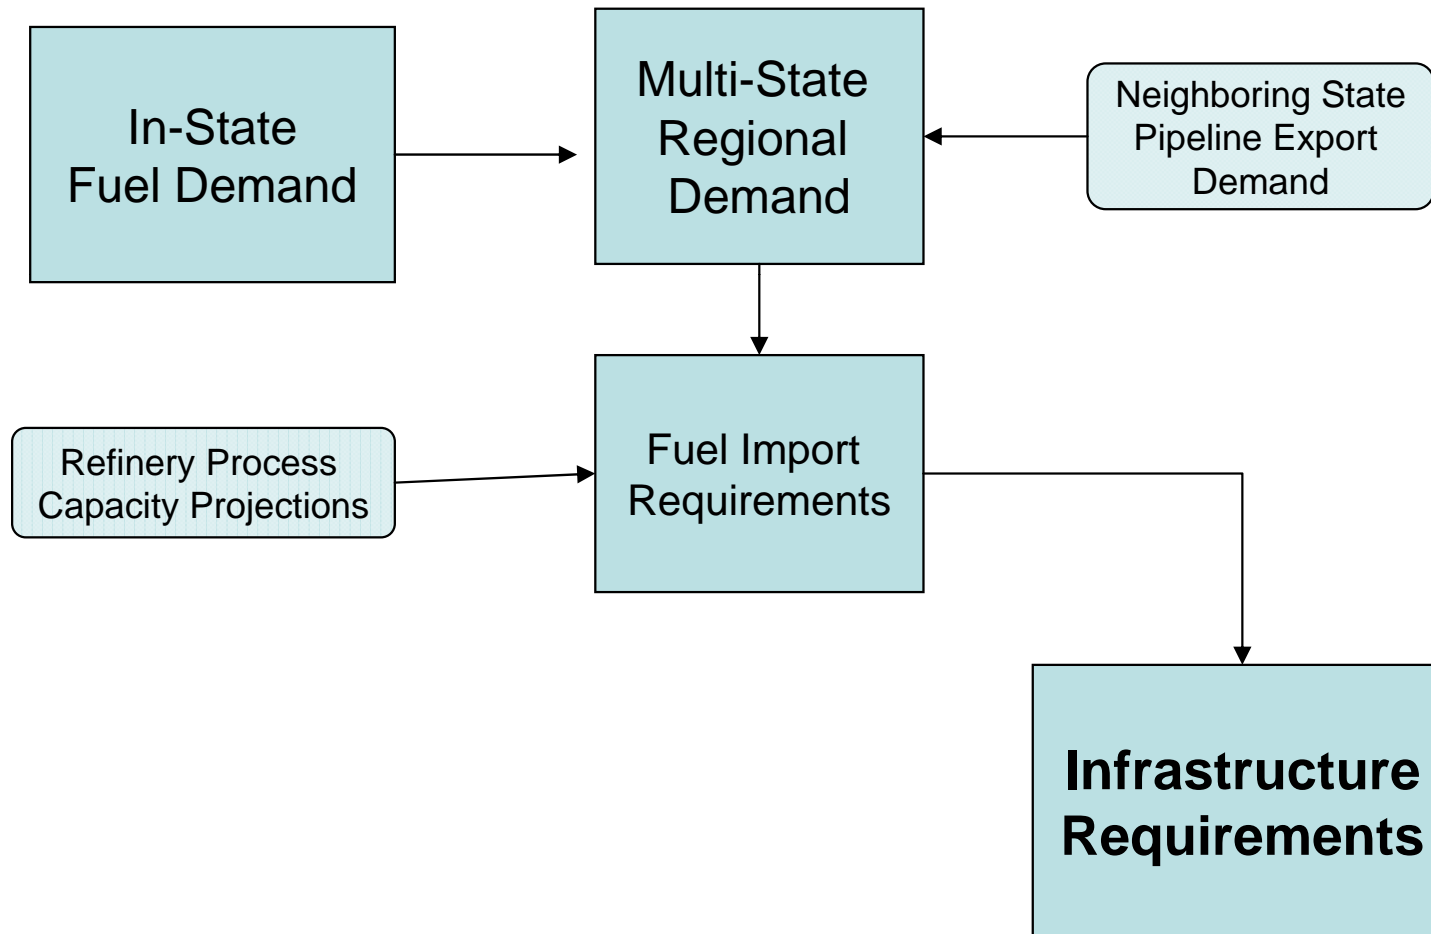 In-State
Fuel Demand
Multi-State
Regional
Demand
Neighboring State
Pipeline Export
Demand
Refinery Process
Capacity Projections
Fuel Import
Requirements
Infrastructure
Requirements